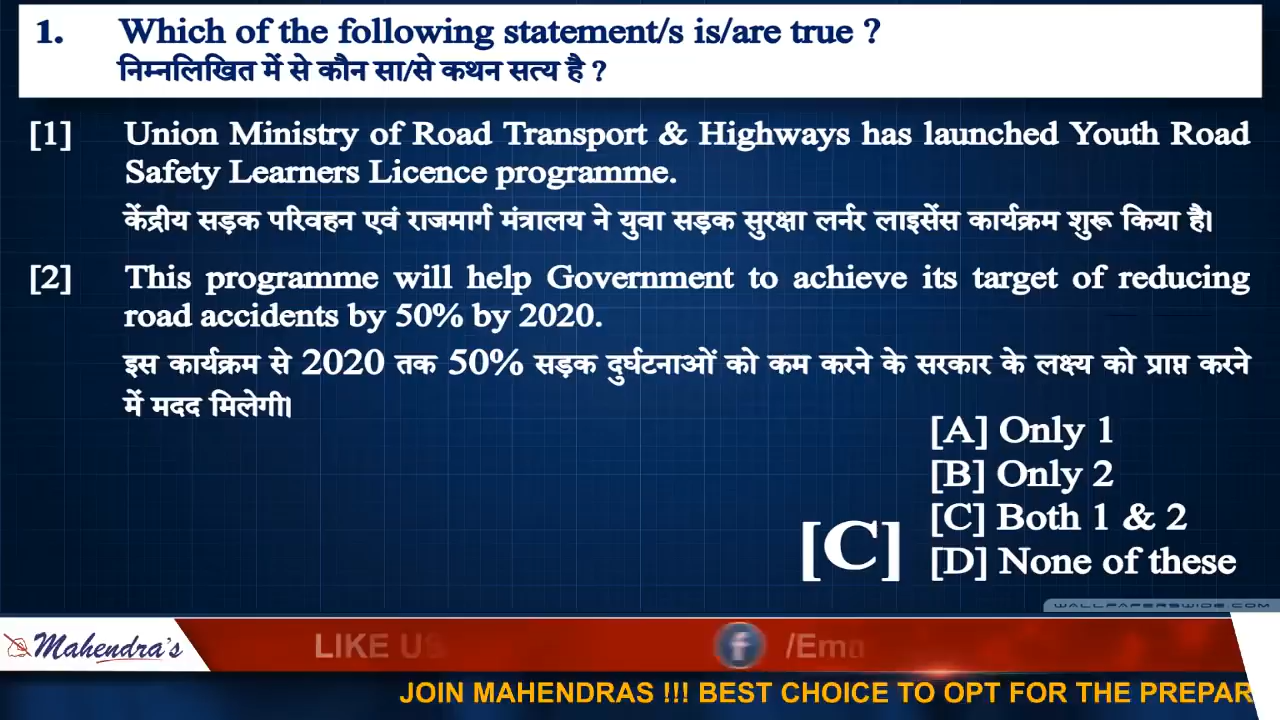 1. Which of the following statement/s is/are true ?
निम्नलिखित में से कौन सा/से कथन सत्य है ?
[1] Union Ministry of Road Transport & Highways has launched Youth Road
Safety Learners Licence programme.
केंद्रीय सड़क परिवहन एवं राजमार्ग मंत्रालय ने युवा सड़क सुरक्षा लर्नर लाइसेंस कार्यक्रम शुरू किया है।
[2] This programme will help Government to achieve its target of reducing
road accidents by 50% by 2020.
इस कार्यक्रम से 2020 तक 50% सड़क दुर्घटनाओं को कम करने के सरकार के लक्ष्य को प्राप्त करने
में मदद मिलेगी।
[A] Only 1
[B] Only 2
[C] Both 1 & 2
[C]
[D] None of these
WALLPAPERSWIDE.COM
Mahendra's
LIKE US
/Ema
JOIN MAHENDRAS !!! BEST CHOICE TO OPT FOR THE PREPAR